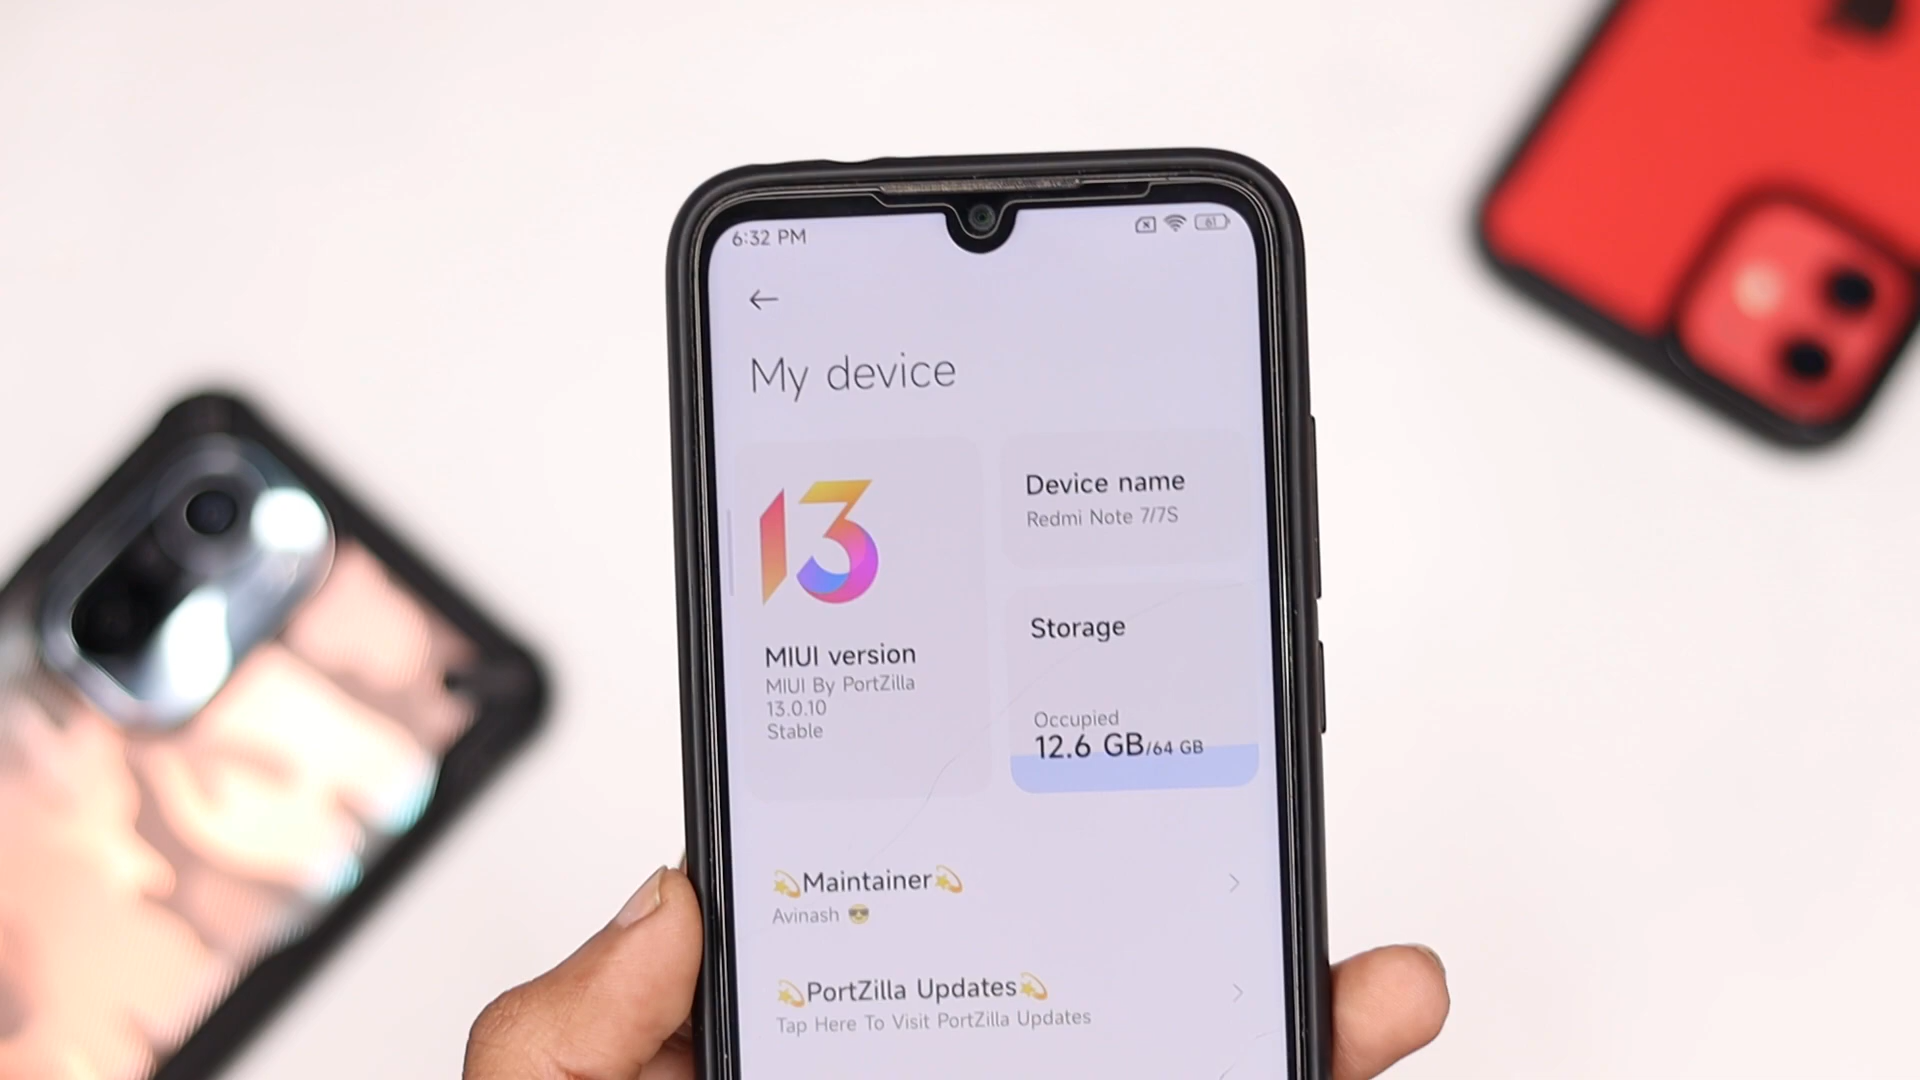 6:32 PM
61
My device
13
Device name
Redmi Note 7/7S
MIUI version
MIUI By PortZilla
13.0.10
Stable
Storage
Occupied
12.6 GB/64 GB
💫Maintainer💫
Avinash 😎
💫PortZilla Updates💫
Tap Here To Visit PortZilla Updates